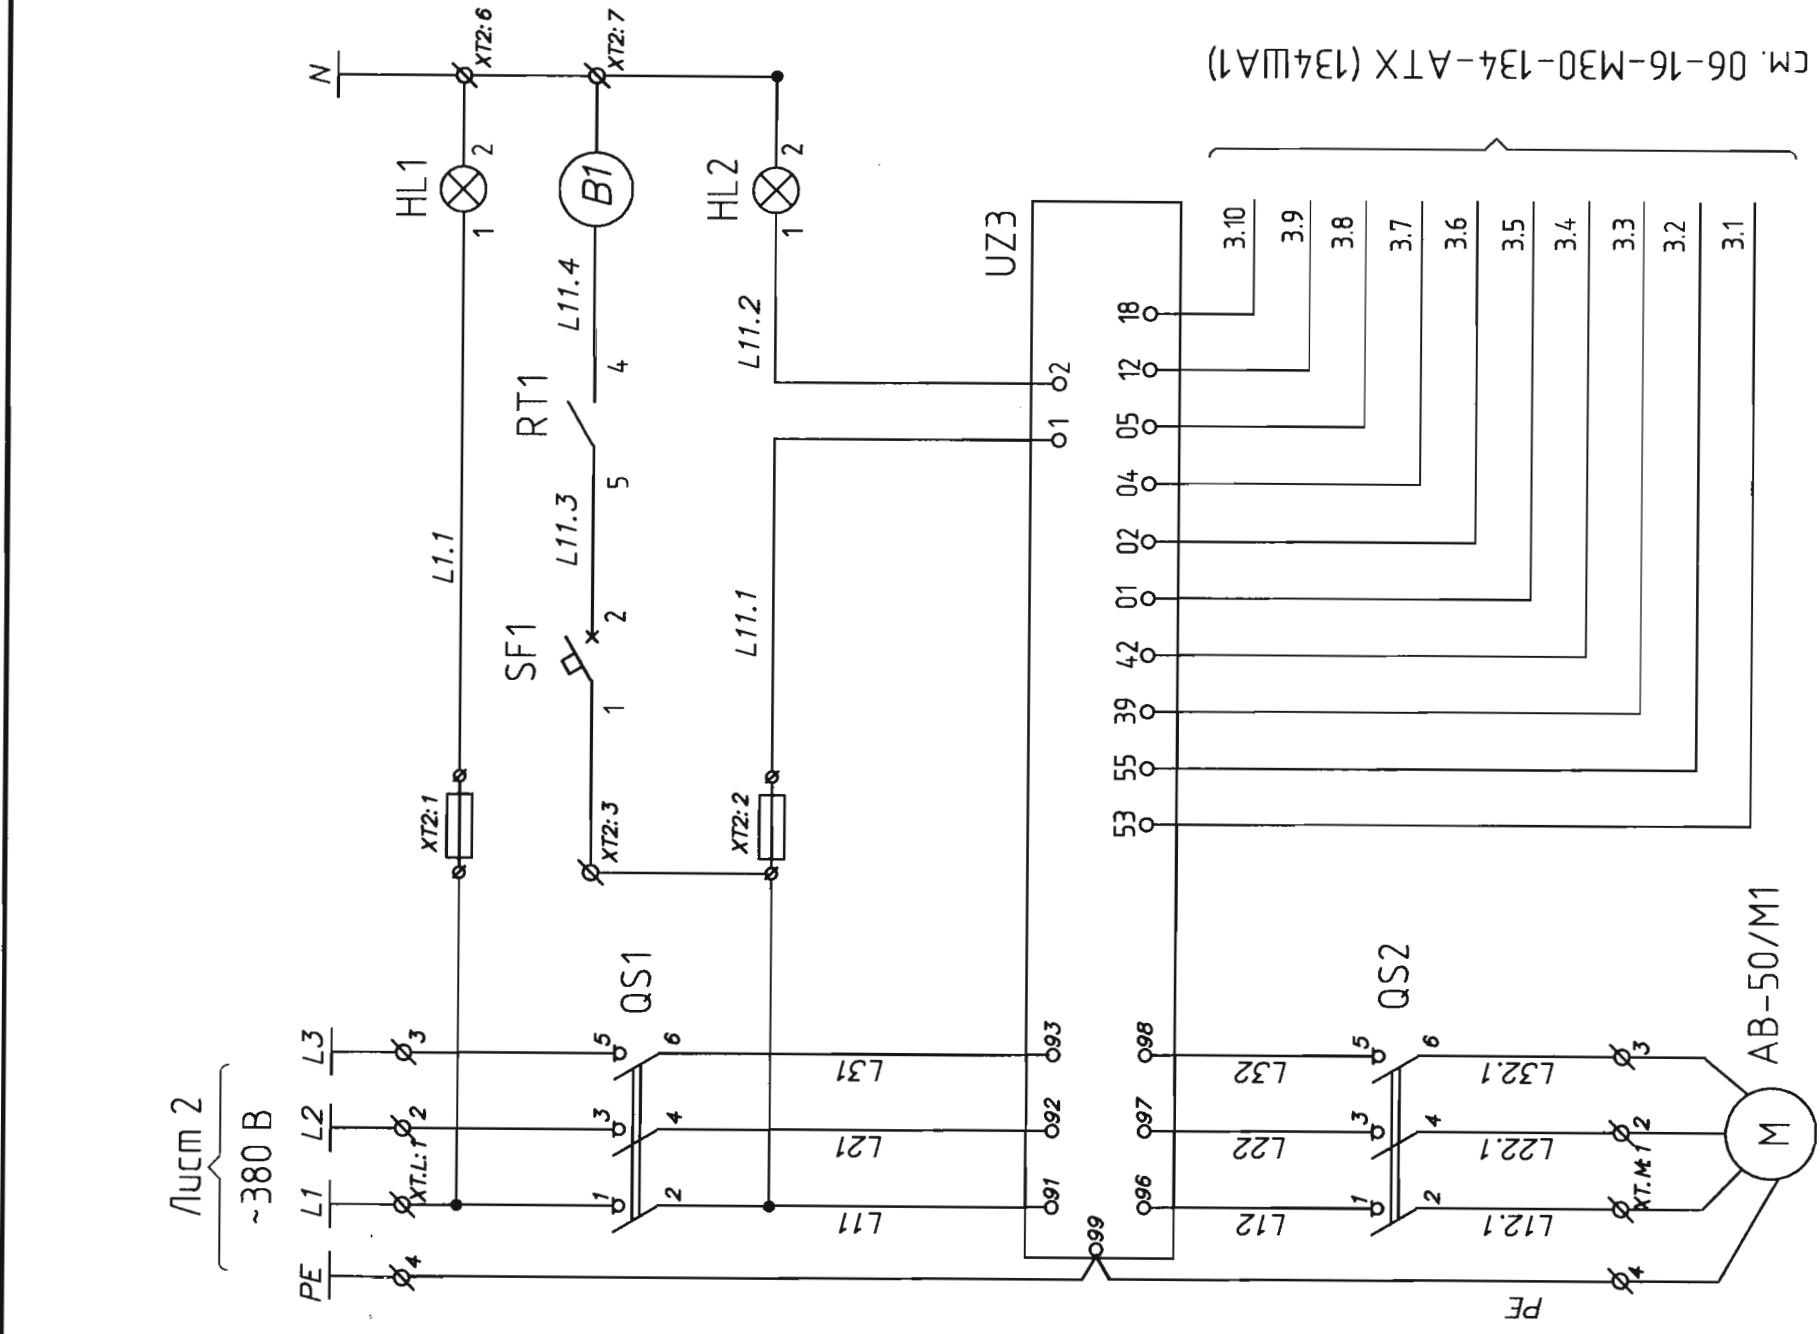 N
XT2:6
XT2:7
HL1
1
2
B1
HL2
1
2
L1.1
L11.4
RT1
4
5
L11.3
SF1
2
1
L11.2
L11.1
XT2:1
XT2:3
XT2:2
UZ3
2
1
18
12
05
04
02
01
42
39
55
53
3.10
3.9
3.8
3.7
3.6
3.5
3.4
3.3
3.2
3.1
см. 06-16-М30-134-АТХ (134ША1)
Лист 2
~380 В
L3
L2
L1
PE
3
2
XT.L:1
4
QS1
5
6
3
4
1
2
L31
L21
L11
93
92
91
98
97
96
99
L32
L22
L12
QS2
5
6
3
4
1
2
L32.1
L22.1
L12.1
3
2
XT.M:1
4
PE
M
АВ-50/М1